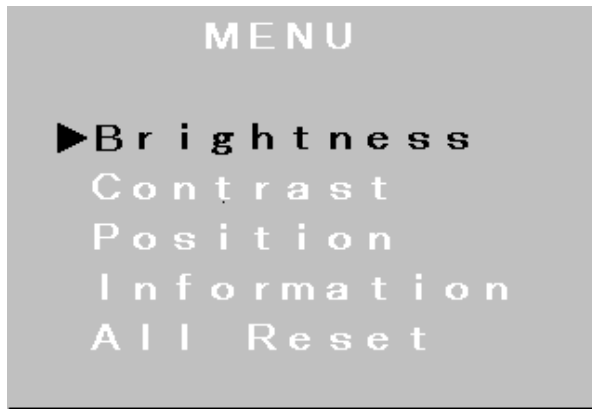 MENU
▶Brightness
Contrast
Position
Information
All Reset